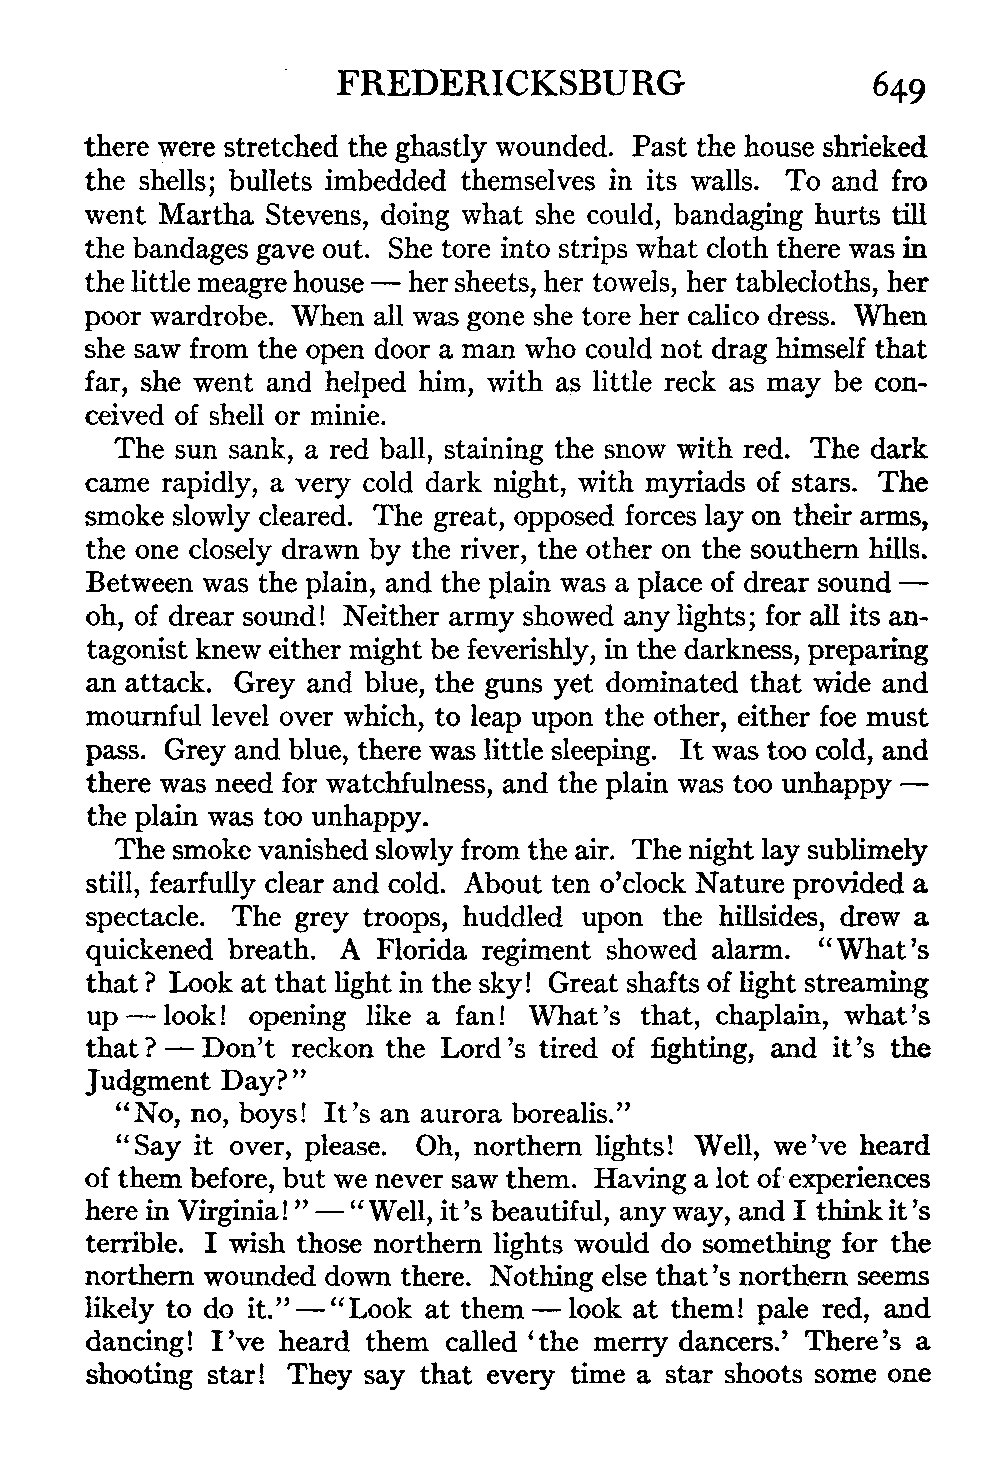 FREDERICKSBURG 649
there were stretched the ghastly wounded. Past the house shrieked
the shells; bullets imbedded themselves in its walls. To and fro
went Martha Stevens, doing what she could, bandaging hurts till
the bandages gave out. She tore into strips what cloth there was in
the little meagre house — her sheets, her towels, her tablecloths, her
poor wardrobe. When all was gone she tore her calico dress. When
she saw from the open door a man who could not drag himself that
far, she went and helped him, with as little reck as may be con-
ceived of shell or minie.
The sun sank, a red ball, staining the snow with red. The dark
came rapidly, a very cold dark night, with myriads of stars. The
smoke slowly cleared. The great, opposed forces lay on their arms,
the one closely drawn by the river, the other on the southern hills.
Between was the plain, and the plain was a place of drear sound —
oh, of drear sound! Neither army showed any lights; for all its an-
tagonist knew either might be feverishly, in the darkness, preparing
an attack. Grey and blue, the guns yet dominated that wide and
mournful level over which, to leap upon the other, either foe must
pass. Grey and blue, there was little sleeping. It was too cold, and
there was need for watchfulness, and the plain was too unhappy —
the plain was too unhappy.
The smoke vanished slowly from the air. The night lay sublimely
still, fearfully clear and cold. About ten o'clock Nature provided a
spectacle. The grey troops, huddled upon the hillsides, drew a
quickened breath. A Florida regiment showed alarm. "What's
that? Look at that light in the sky! Great shafts of light streaming
up — look! opening like a fan! What's that, chaplain, what's
that? — Don't reckon the Lord's tired of fighting, and it's the
Judgment Day?"
"No, no, boys! It's an aurora borealis."
"Say it over, please. Oh, northern lights! Well, we've heard
of them before, but we never saw them. Having a lot of experiences
here in Virginia!" — "Well, it's beautiful, any way, and I think it's
terrible. I wish those northern lights would do something for the
northern wounded down there. Nothing else that's northern seems
likely to do it." — "Look at them — look at them! pale red, and
dancing! I've heard them called 'the merry dancers.' There's a
shooting star! They say that every time a star shoots some one